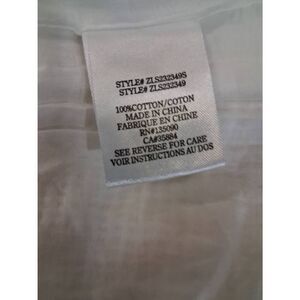 STYLE# ZLS232349S
STYLE# ZLS232349
100%COTTON/COTON
MADE IN CHINA
FABRIQUE EN CHINE
RN#135090
CA#35884
SEE REVERSE FOR CARE
VOIR INSTRUCTIONS AU DOS